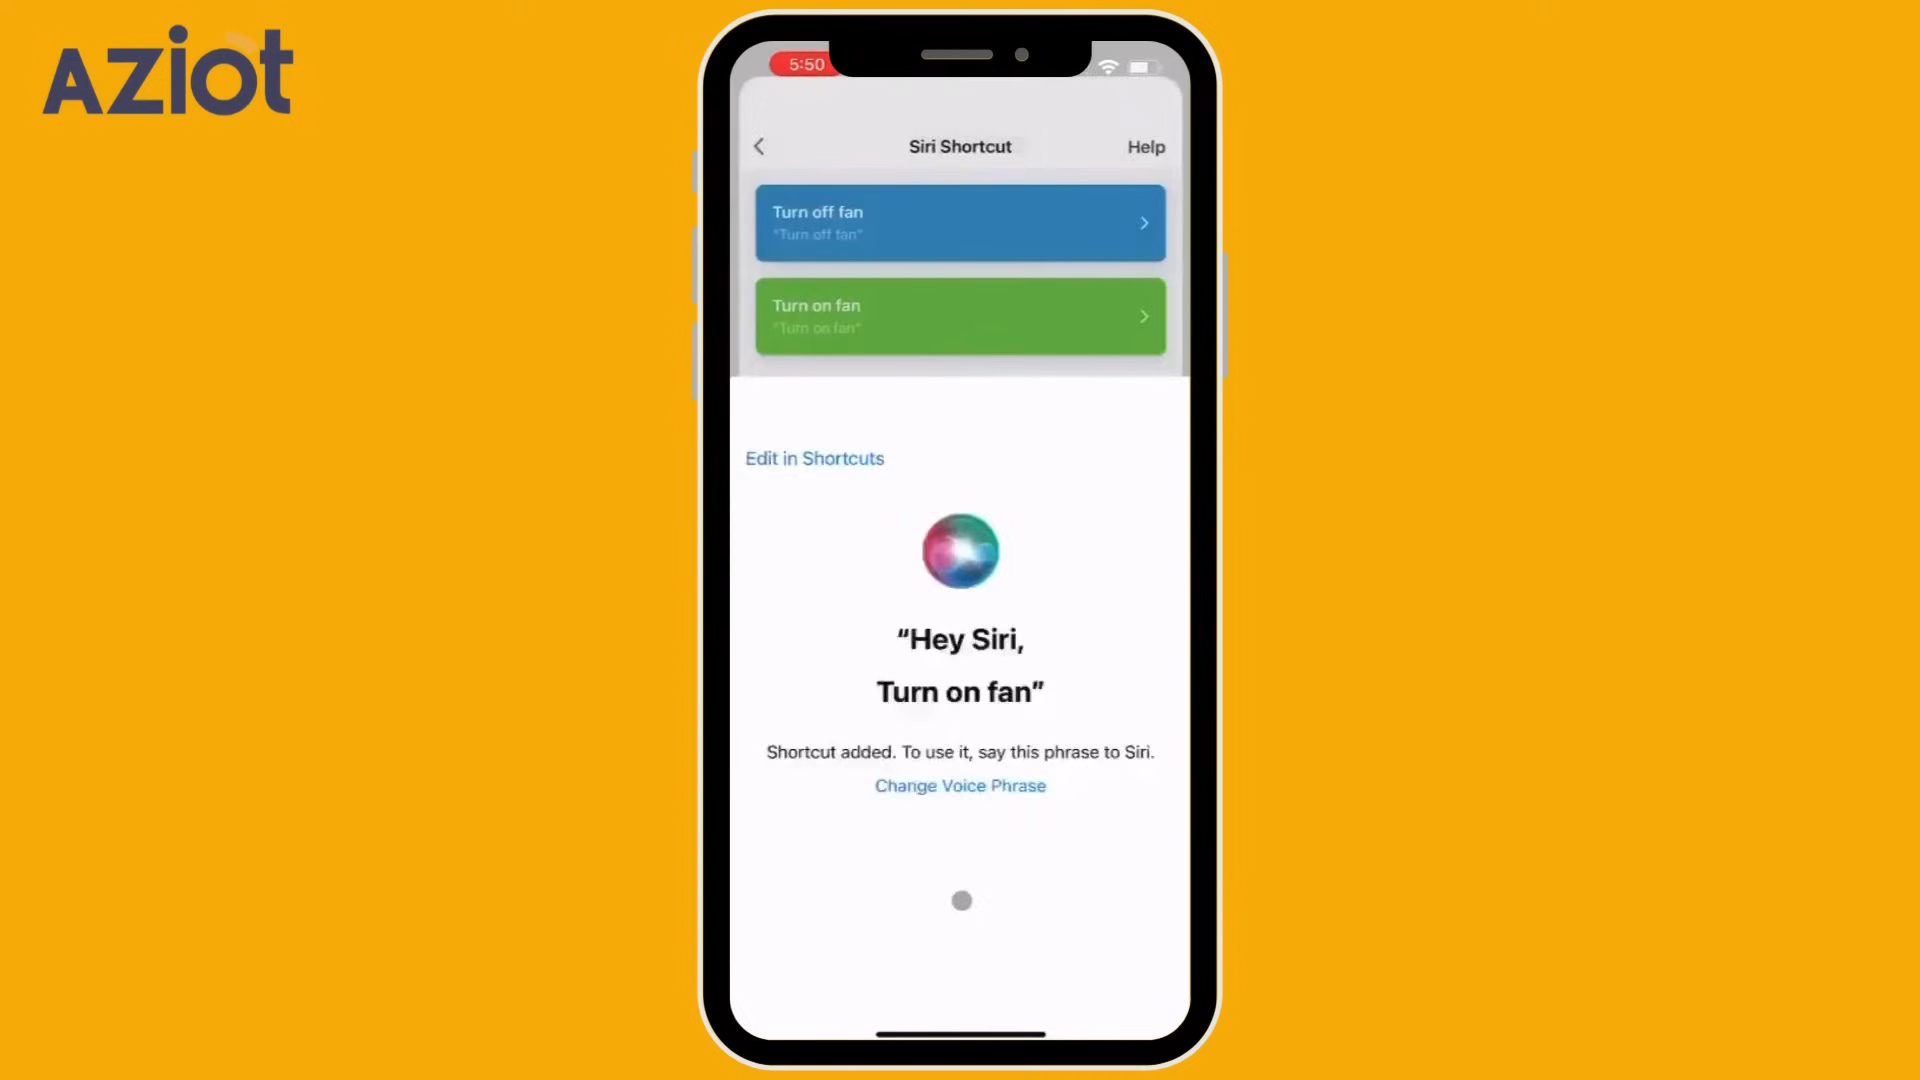 Aziot
5:50
Siri Shortcut
Help
Turn off fan
"Turn off fan"
Turn on fan
"Turn on fan"
Edit in Shortcuts
“Hey Siri,
Turn on fan”
Shortcut added. To use it, say this phrase to Siri.
Change Voice Phrase